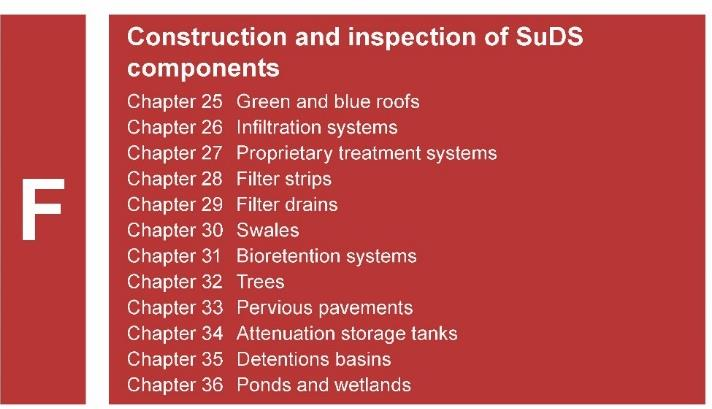 Construction and inspection of SuDS
components
Chapter 25 Green and blue roofs
Chapter 26 Infiltration systems
Chapter 27 Proprietary treatment systems
Chapter 28 Filter strips
Chapter 29 Filter drains
Chapter 30 Swales
Chapter 31 Bioretention systems
Chapter 32 Trees
Chapter 33 Pervious pavements
Chapter 34 Attenuation storage tanks
Chapter 35 Detentions basins
Chapter 36 Ponds and wetlands
F